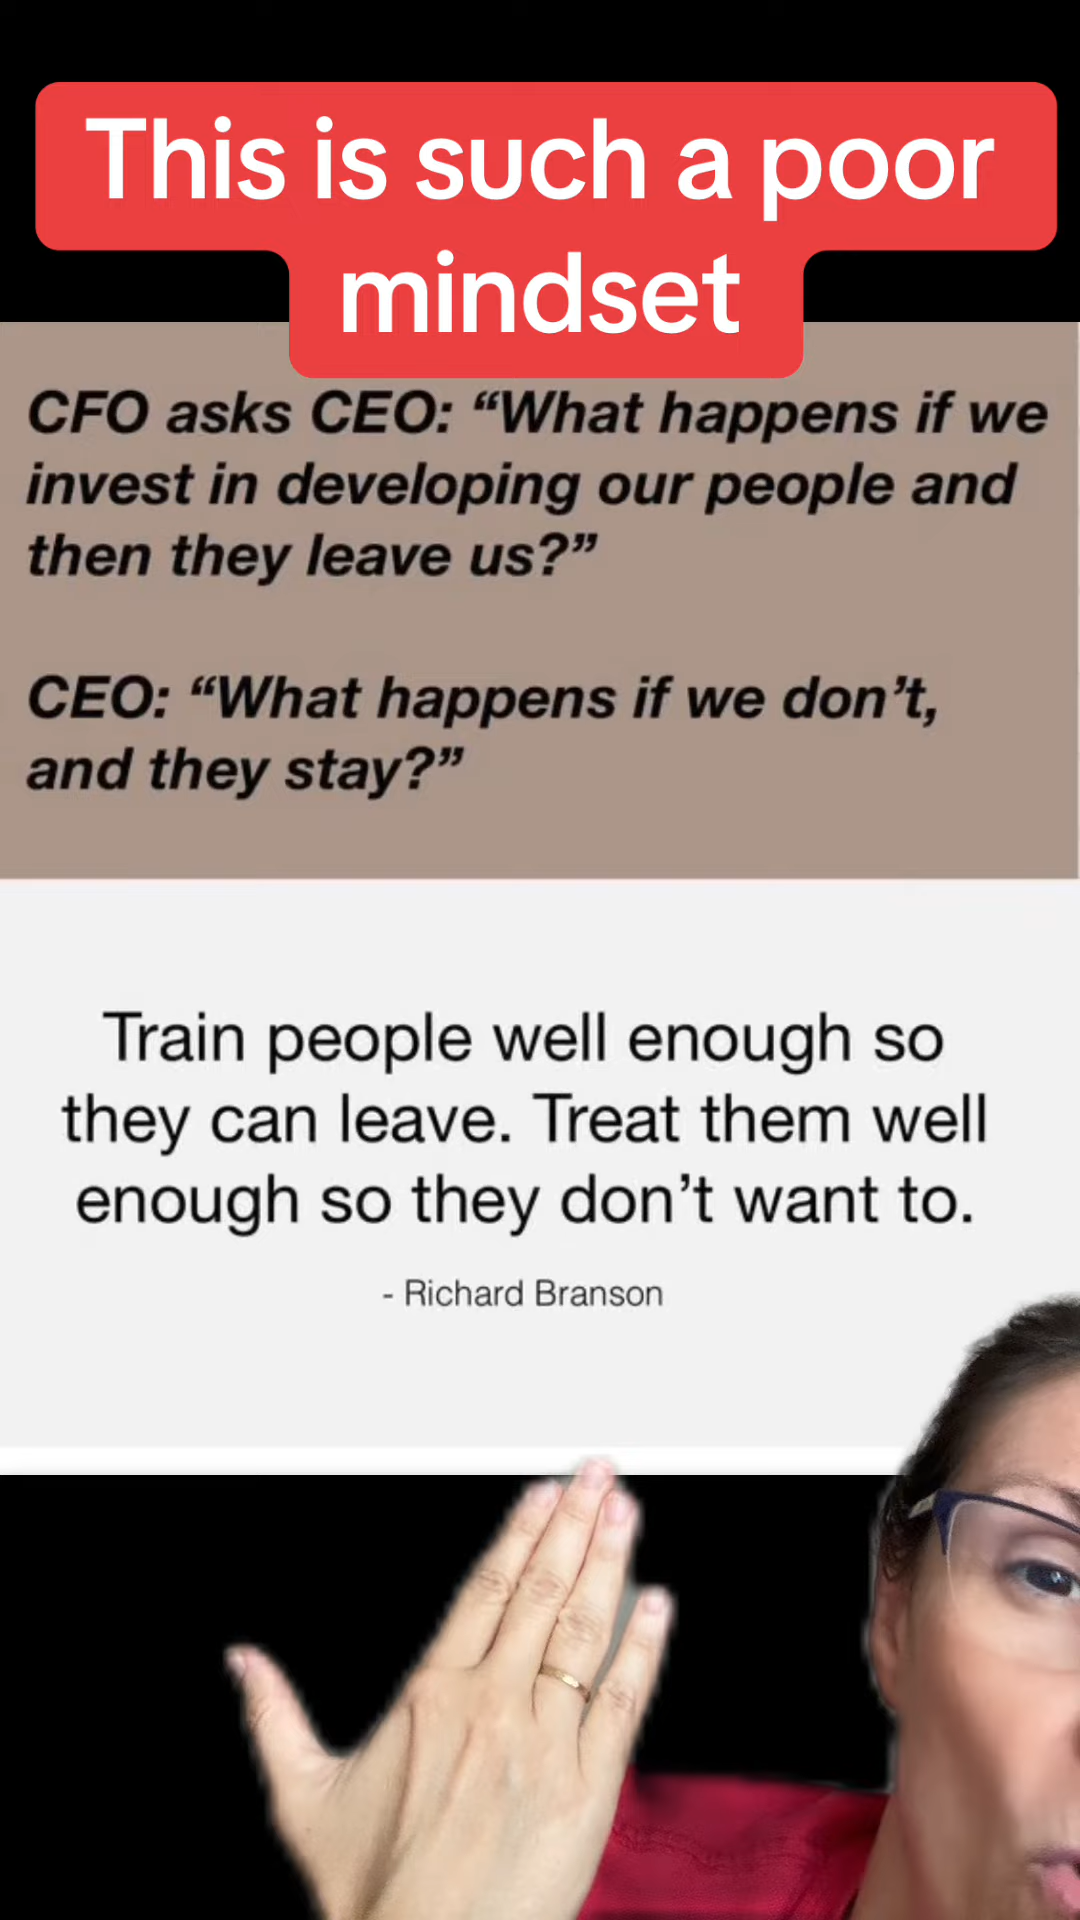 This is such a poor
mindset
CFO asks CEO: “What happens if we
invest in developing our people and
then they leave us?”
CEO: “What happens if we don’t,
and they stay?”
Train people well enough so
they can leave. Treat them well
enough so they don’t want to.
- Richard Branson